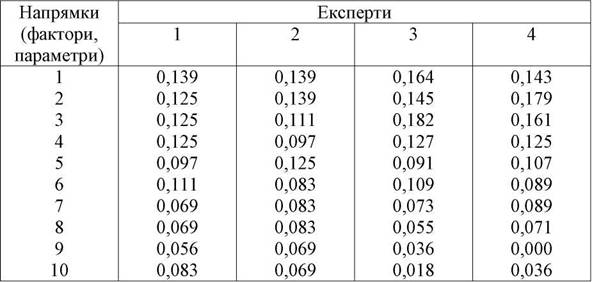 Напрямки (фактори, параметри) Експерти
1 2 3 4
1 0,139 0,139 0,164 0,143
2 0,125 0,139 0,145 0,179
3 0,125 0,111 0,182 0,161
4 0,125 0,097 0,127 0,125
5 0,097 0,125 0,091 0,107
6 0,111 0,083 0,109 0,089
7 0,069 0,083 0,073 0,089
8 0,069 0,083 0,055 0,071
9 0,056 0,069 0,036 0,000
10 0,083 0,069 0,018 0,036